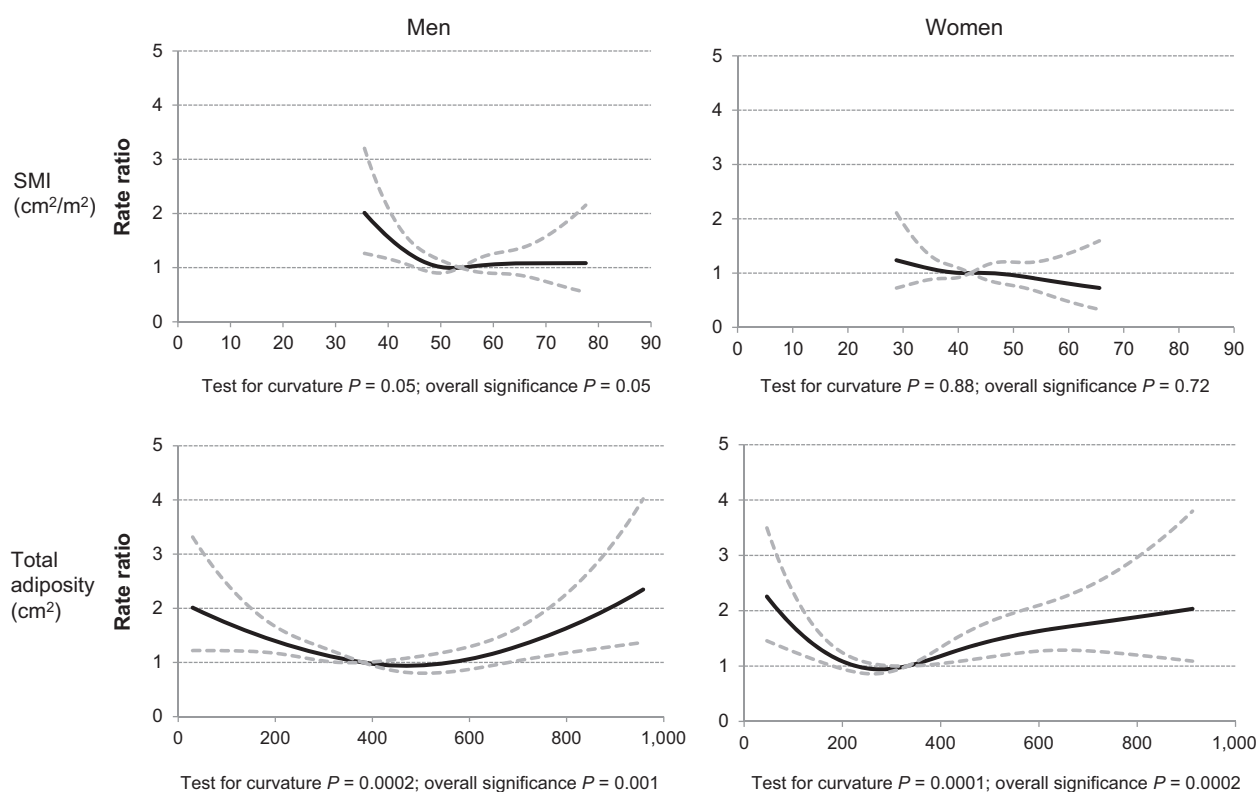 Men
Women
SMI
(cm²/m²)
Rate ratio
5
4
3
2
1
0
0 10 20 30 40 50 60 70 80 90
Test for curvature P = 0.05; overall significance P = 0.05
5
4
3
2
1
0
0 10 20 30 40 50 60 70 80 90
Test for curvature P = 0.88; overall significance P = 0.72
Total
adiposity
(cm²)
Rate ratio
5
4
3
2
1
0
0 200 400 600 800 1,000
Test for curvature P = 0.0002; overall significance P = 0.001
5
4
3
2
1
0
0 200 400 600 800 1,000
Test for curvature P = 0.0001; overall significance P = 0.0002